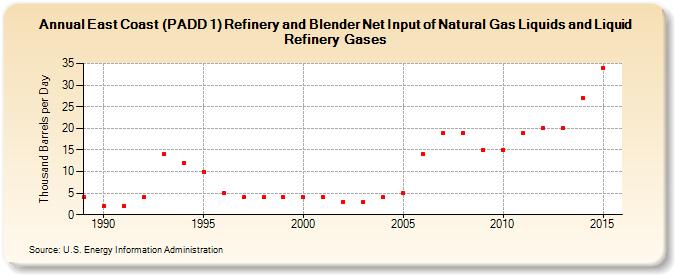 Annual East Coast (PADD 1) Refinery and Blender Net Input of Natural Gas Liquids and Liquid
Refinery Gases
Thousand Barrels per Day
35
30
25
20
15
10
5
0
1990 1995 2000 2005 2010 2015
Source: U.S. Energy Information Administration